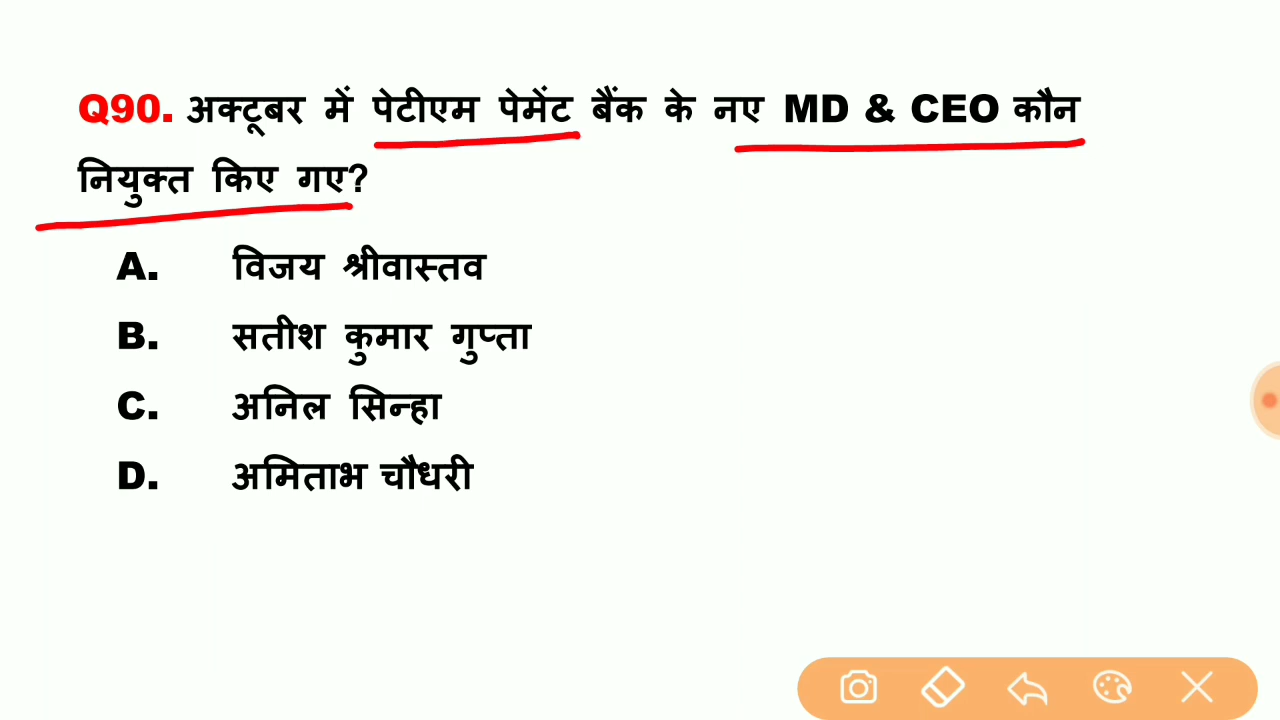 Q90. अक्टूबर में पेटीएम पेमेंट बैंक के नए MD & CEO कौन
नियुक्त किए गए?
A. विजय श्रीवास्तव
B. सतीश कुमार गुप्ता
C. अनिल सिन्हा
D. अमिताभ चौधरी